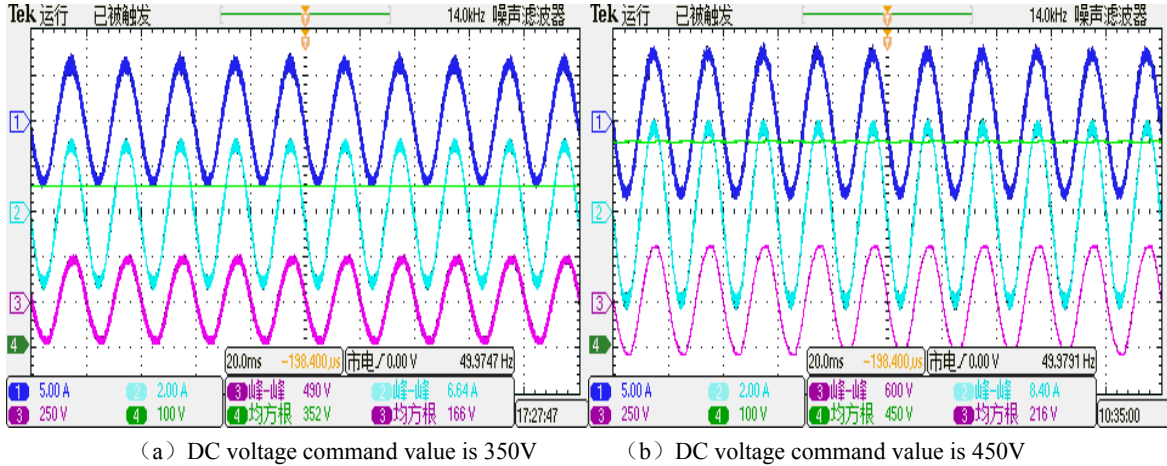 Tek 运行 已被触发 14.0kHz 噪声滤波器
1
2
3
4
20.0ms -198.400µs 市电 0.00 V 49.9747 Hz
1 5.00 A 2 2.00 A 3 峰-峰 490 V 2 峰-峰 6.64 A
3 250 V 4 100 V 4 均方根 352 V 3 均方根 166 V 17:27:47
(a) DC voltage command value is 350V
Tek 运行 已被触发 14.0kHz 噪声滤波器
1
2
3
4
20.0ms -198.400µs 市电 0.00 V 49.9791 Hz
1 5.00 A 2 2.00 A 3 峰-峰 600 V 2 峰-峰 8.40 A
3 250 V 4 100 V 4 均方根 450 V 3 均方根 216 V 10:35:00
(b) DC voltage command value is 450V